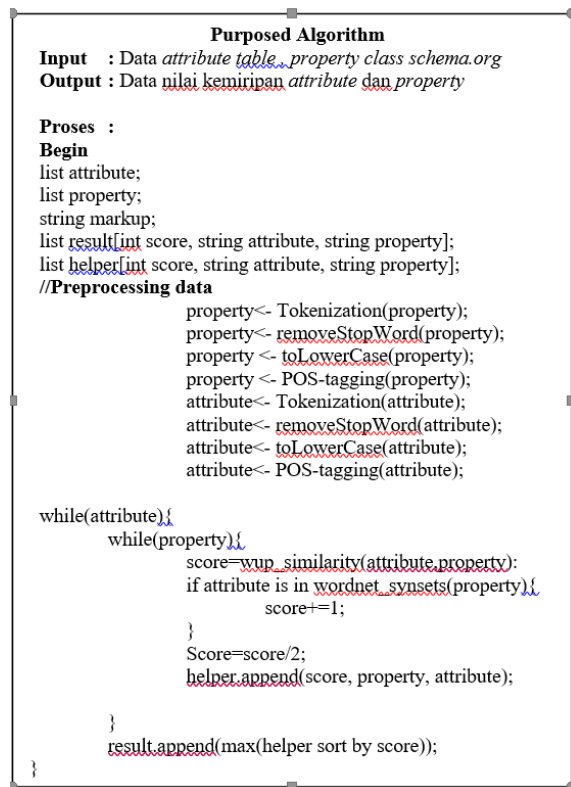 Purposed Algorithm
Input : Data attribute table , property class schema.org
Output : Data nilai kemiripan attribute dan property
Proses :
Begin
list attribute;
list property;
string markup;
list result[int score, string attribute, string property];
list helper[int score, string attribute, string property];
//Preprocessing data
property<- Tokenization(property);
property<- removeStopWord(property);
property <- toLowerCase(property);
property <- POS-tagging(property);
attribute<- Tokenization(attribute);
attribute<- removeStopWord(attribute);
attribute<- toLowerCase(attribute);
attribute<- POS-tagging(attribute);
while(attribute){
while(property){
score=wup_similarity(attribute,property):
if attribute is in wordnet_synsets(property){
score+=1;
}
Score=score/2;
helper.append(score, property, attribute);
}
result.append(max(helper sort by score));
}